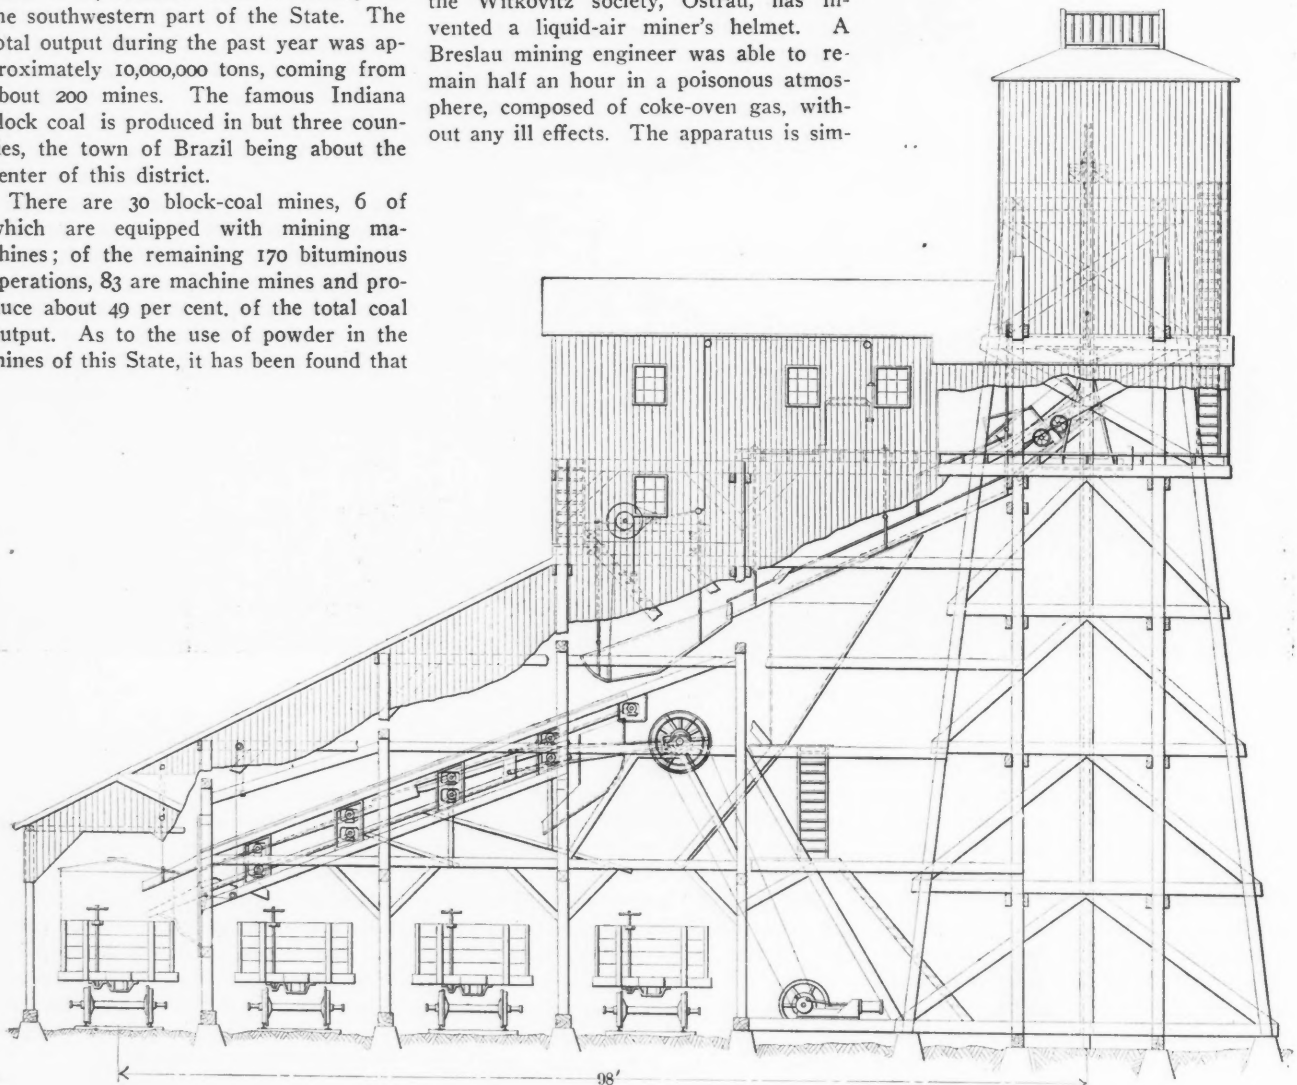 the southwestern part of the State. The
total output during the past year was ap-
proximately 10,000,000 tons, coming from
about 200 mines. The famous Indiana
block coal is produced in but three coun-
ties, the town of Brazil being about the
center of this district.
There are 30 block-coal mines, 6 of
which are equipped with mining ma-
chines; of the remaining 170 bituminous
operations, 83 are machine mines and pro-
duce about 49 per cent. of the total coal
output. As to the use of powder in the
mines of this State, it has been found that
the Witkovitz society, Ostrau, has in-
vented a liquid-air miner's helmet. A
Breslau mining engineer was able to re-
main half an hour in a poisonous atmos-
phere, composed of coke-oven gas, with-
out any ill effects. The apparatus is sim-
98'